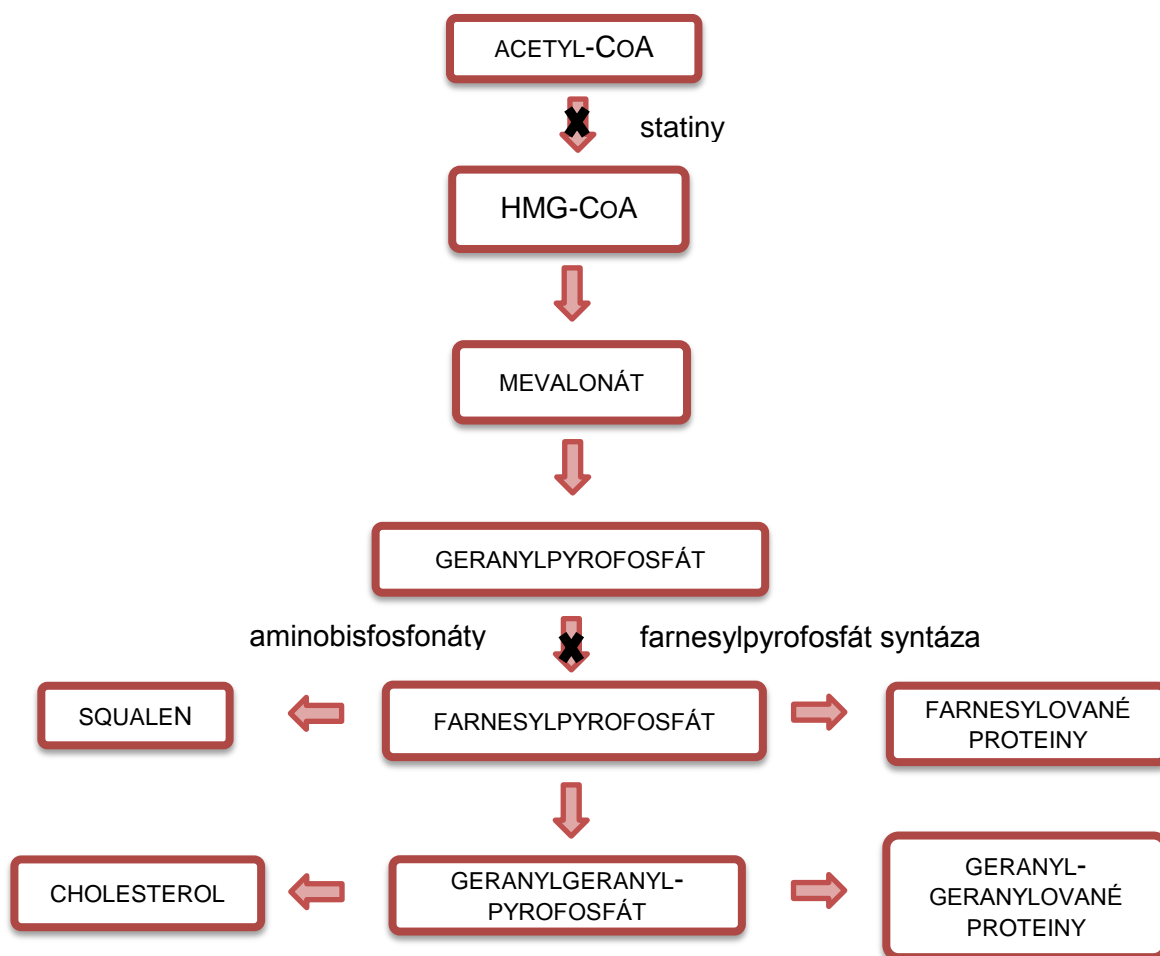 ACETYL-COA
statiny
HMG-COA
MEVALONÁT
GERANYLPYROFOSFÁT
aminobisfosfonáty
farnesylpyrofosfát syntáza
SQUALEN
FARNESYLPYROFOSFÁT
FARNESYLOVANÉ
PROTEINY
CHOLESTEROL
GERANYLGERANYL-
PYROFOSFÁT
GERANYL-
GERANYLOVANÉ
PROTEINY